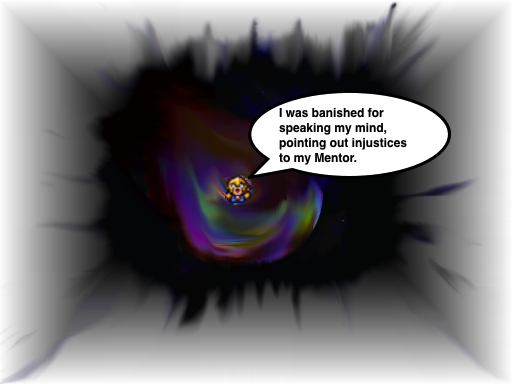 I was banished for
speaking my mind,
pointing out injustices
to my Mentor.